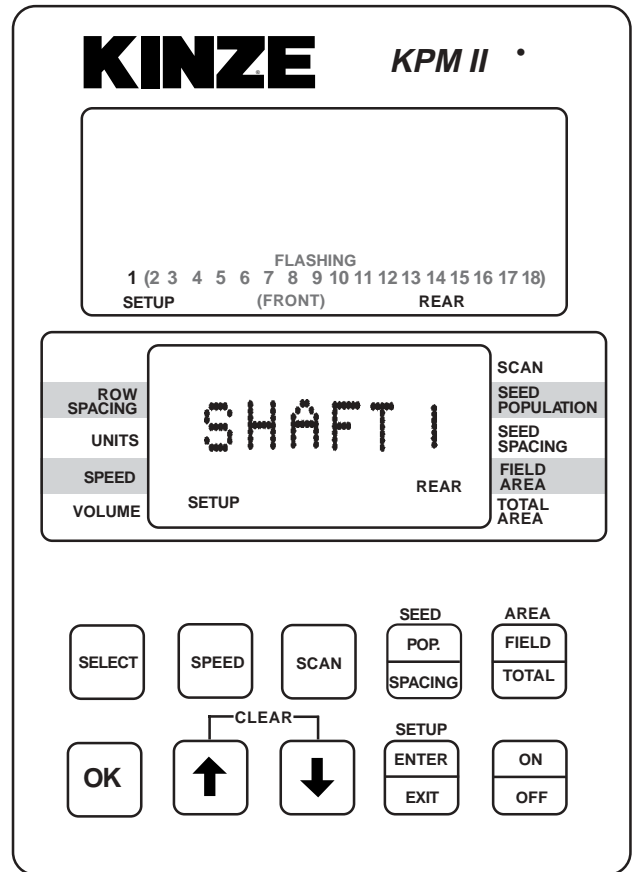 KINZE KPM II
FLASHING
1 (2 3 4 5 6 7 8 9 10 11 12 13 14 15 16 17 18)
SETUP (FRONT) REAR
SCAN
ROW SPACING
SEED POPULATION
UNITS
SEED SPACING
SPEED
FIELD AREA
VOLUME
TOTAL AREA
SHAFT 1
SETUP REAR
SEED AREA
SELECT SPEED SCAN POP. FIELD
SPACING TOTAL
CLEAR
SETUP
OK ENTER ON
EXIT OFF